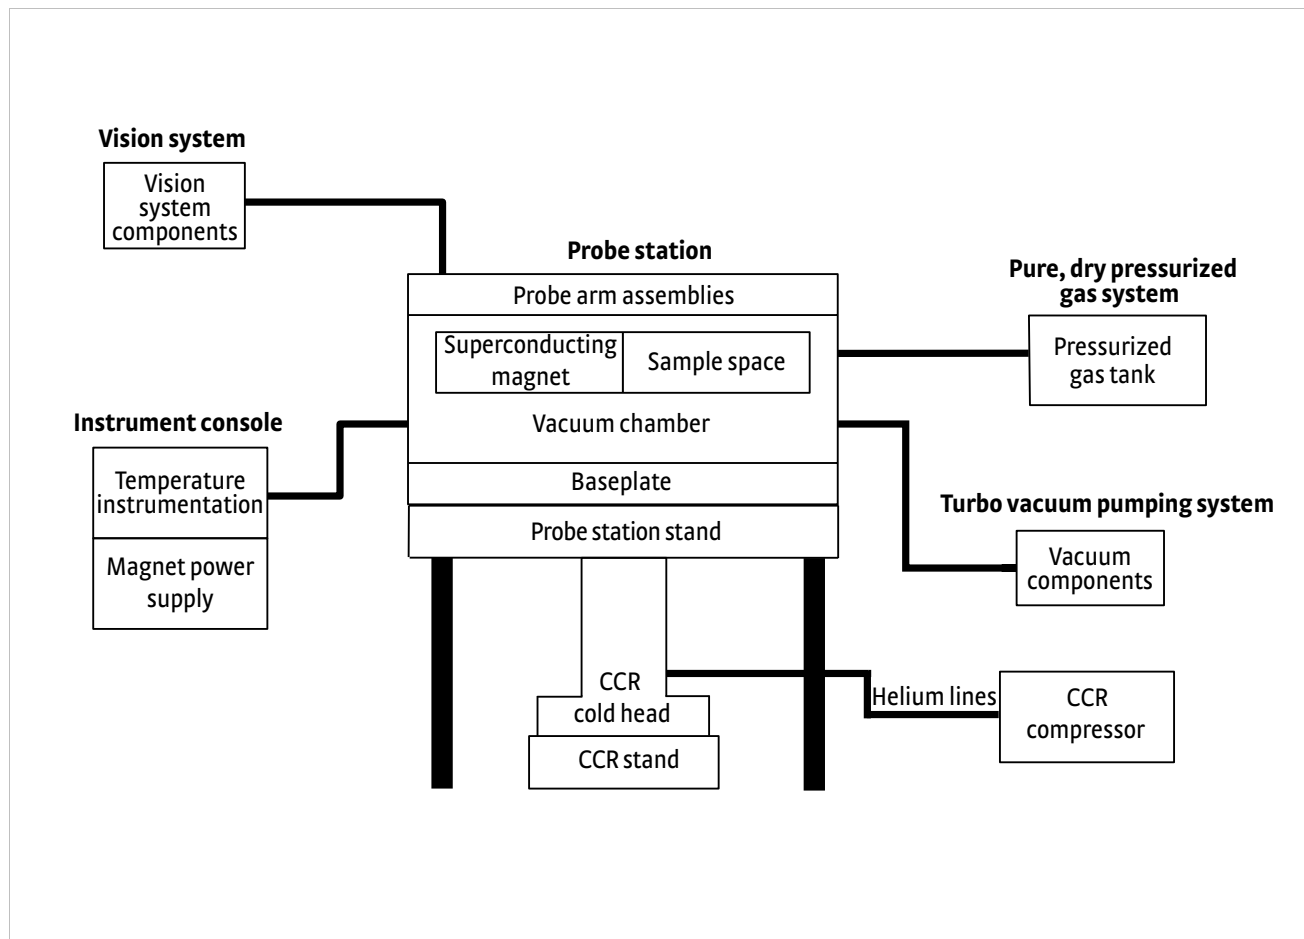 Vision system
Vision
system
components
Probe station
Probe arm assemblies
Superconducting
magnet
Sample space
Vacuum chamber
Baseplate
Probe station stand
Pure, dry pressurized
gas system
Pressurized
gas tank
Instrument console
Temperature
instrumentation
Magnet power
supply
Turbo vacuum pumping system
Vacuum
components
CCR
cold head
CCR stand
Helium lines
CCR
compressor